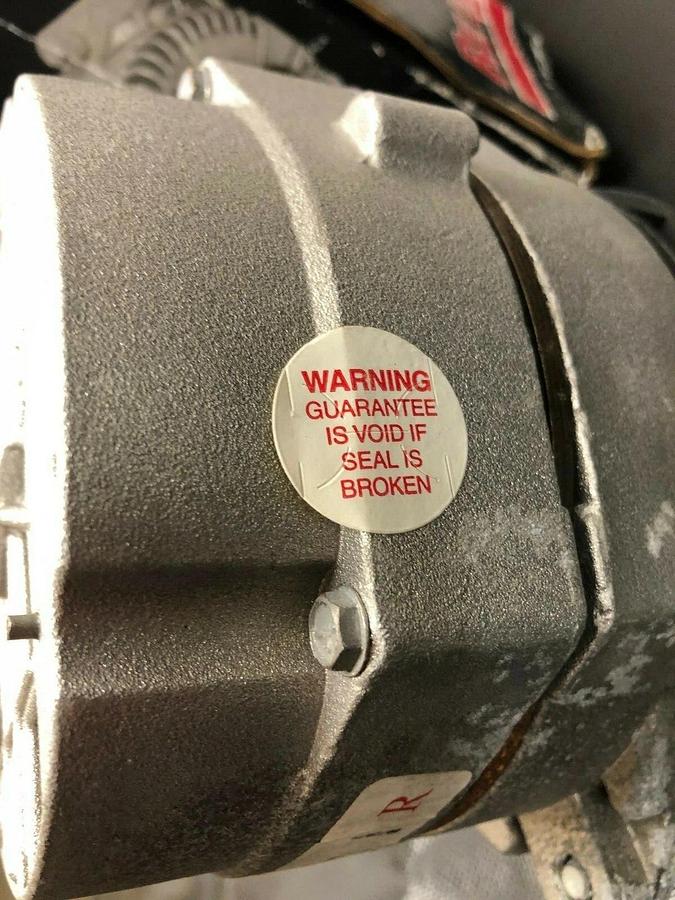 WARNING
GUARANTEE
IS VOID IF
SEAL IS
BROKEN
R